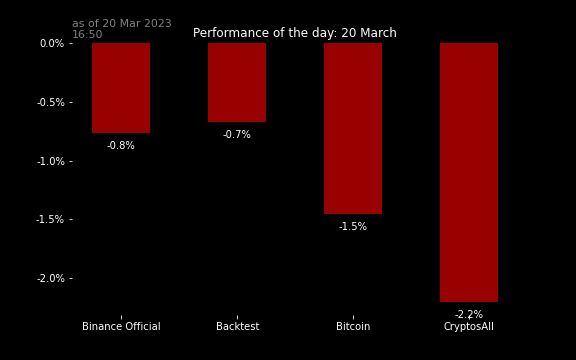 as of 20 Mar 2023
16:50
Performance of the day: 20 March
0.0%
-0.5%
-1.0%
-1.5%
-2.0%
-0.8%
-0.7%
-1.5%
-2.2%
Binance Official
Backtest
Bitcoin
CryptosAll